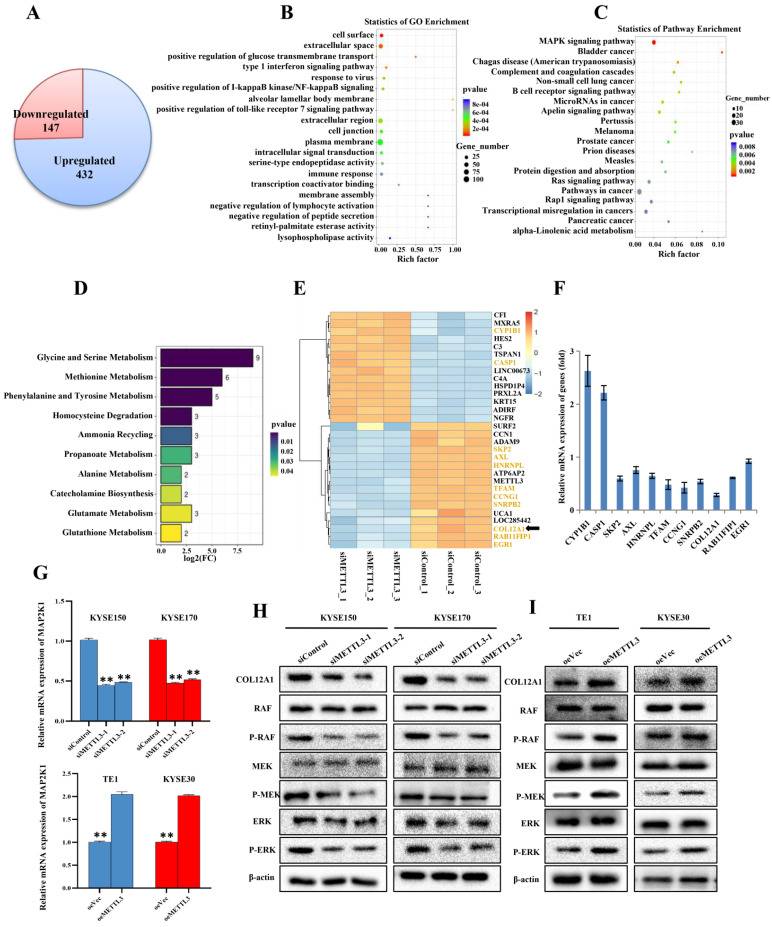 A
Downregulated
147
Upregulated
432
B
Statistics of GO Enrichment
cell surface
extracellular space
positive regulation of glucose transmembrane transport
type 1 interferon signaling pathway
response to virus
positive regulation of I-kappaB kinase/NF-kappaB signaling
alveolar lamellar body membrane
positive regulation of toll-like receptor 7 signaling pathway
extracellular region
cell junction
plasma membrane
intracellular signal transduction
serine-type endopeptidase activity
immune response
transcription coactivator binding
membrane assembly
negative regulation of lymphocyte activation
negative regulation of peptide secretion
retinyl-palmitate esterase activity
lysophospholipase activity
0.00 0.25 0.50 0.75 1.00
Rich factor
pvalue
8e-04
6e-04
4e-04
2e-04
Gene_number
25
50
75
100
C
Statistics of Pathway Enrichment
MAPK signaling pathway
Bladder cancer
Chagas disease (American trypanosomiasis)
Complement and coagulation cascades
Non-small cell lung cancer
B cell receptor signaling pathway
MicroRNAs in cancer
Apelin signaling pathway
Pertussis
Melanoma
Prostate cancer
Prion diseases
Measles
Protein digestion and absorption
Ras signaling pathway
Pathways in cancer
Rap1 signaling pathway
Transcriptional misregulation in cancers
Pancreatic cancer
alpha-Linolenic acid metabolism
0.02 0.04 0.06 0.08 0.10
Rich factor
Gene_number
10
20
30
pvalue
0.008
0.006
0.004
0.002
D
Glycine and Serine Metabolism
Methionine Metabolism
Phenylalanine and Tyrosine Metabolism
Homocysteine Degradation
Ammonia Recycling
Propanoate Metabolism
Alanine Metabolism
Catecholamine Biosynthesis
Glutamate Metabolism
Glutathione Metabolism
9
6
5
3
3
3
2
2
3
2
0.0 2.5 5.0 7.5
log2(FC)
pvalue
0.01
0.02
0.03
0.04
E
CFI
MXRA5
CYP1B1
HES2
C3
TSPAN1
CASP1
LINC00673
C4A
HSPD1P4
PRXL2A
KRT15
ADIRF
NGFR
SURF2
CCN1
ADAM9
SKP2
AXL
HNRNPL
ATP6AP2
METTL3
TFAM
CCNG1
SNRPB2
UCA1
LOC285442
COL12A1
RAB11FIP1
EGR1
2
1
0
−1
−2
siMETTL3_1
siMETTL3_2
siMETTL3_3
siControl_1
siControl_2
siControl_3
F
Relative mRNA expression of genes (fold)
3
2
1
0
CYP1B1
CASP1
SKP2
AXL
HNRNPL
TFAM
CCNG1
SNRPB2
COL12A1
RAB11FIP1
EGR1
G
Relative mRNA expression of MAP2K1
1.5
1.0
0.5
0.0
KYSE150
KYSE170
** **
** **
siControl
siMETTL3-1
siMETTL3-2
siControl
siMETTL3-1
siMETTL3-2
Relative mRNA expression of MAP2K1
2.5
2.0
1.5
1.0
0.5
0.0
TE1
KYSE30
**
**
oeVec
oeMETTL3
oeVec
oeMETTL3
H
KYSE150
KYSE170
siControl
siMETTL3-1
siMETTL3-2
siControl
siMETTL3-1
siMETTL3-2
COL12A1
RAF
P-RAF
MEK
P-MEK
ERK
P-ERK
β-actin
I
TE1
KYSE30
oeVec
oeMETTL3
oeVec
oeMETTL3
COL12A1
RAF
P-RAF
MEK
P-MEK
ERK
P-ERK
β-actin